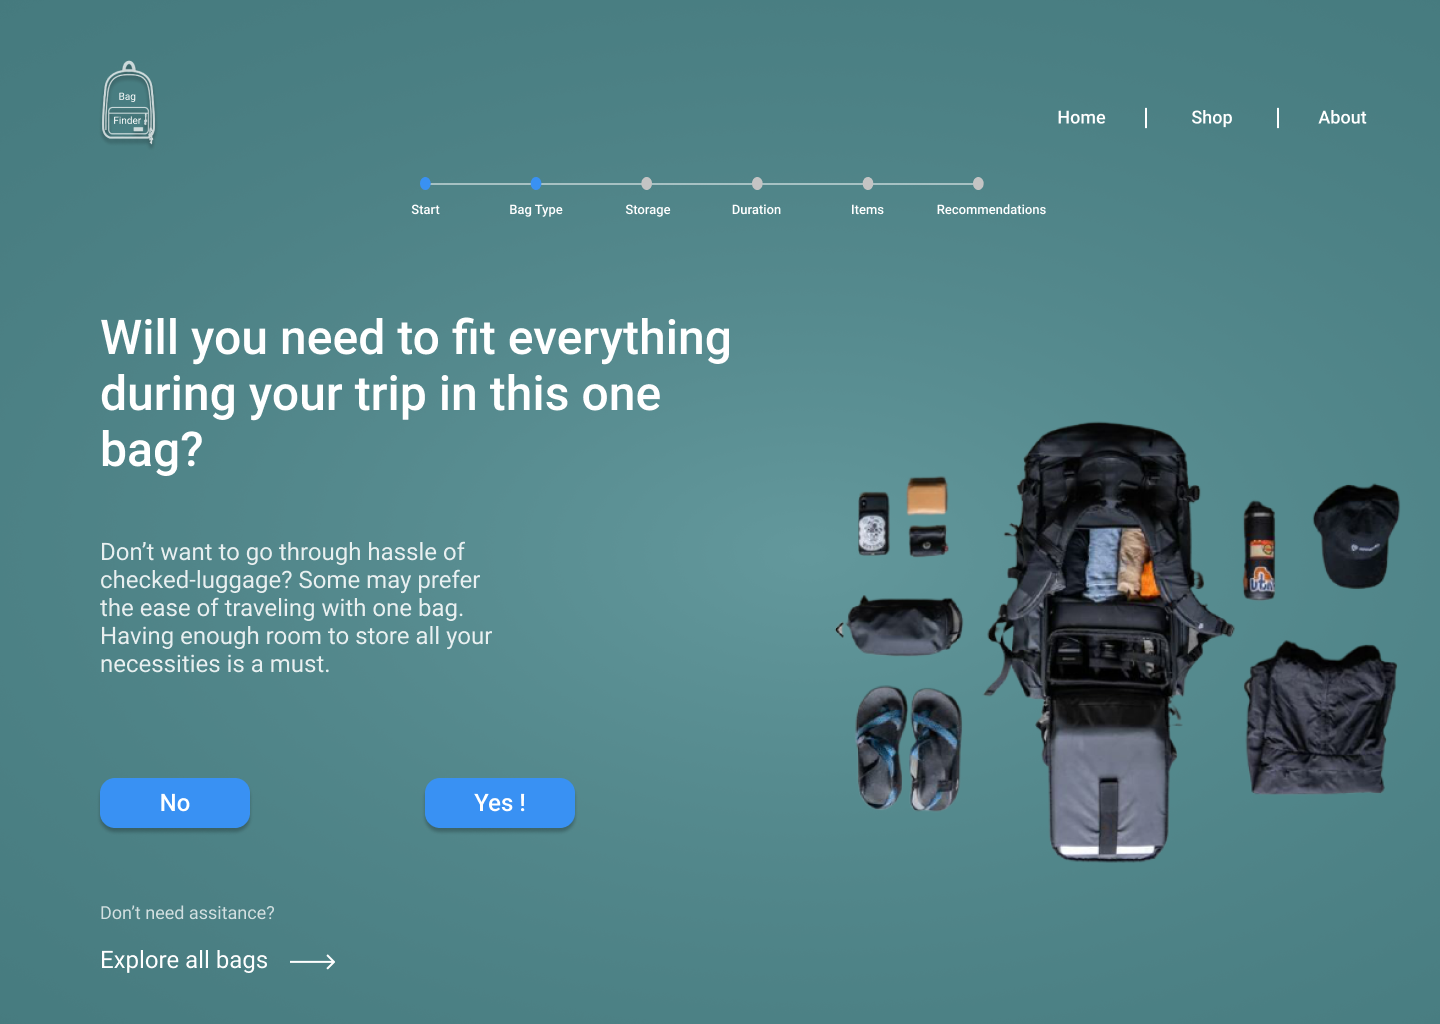 Bag
Finder
Home | Shop | About
Start Bag Type Storage Duration Items Recommendations
Will you need to fit everything
during your trip in this one
bag?
Don’t want to go through hassle of
checked-luggage? Some may prefer
the ease of traveling with one bag.
Having enough room to store all your
necessities is a must.
No Yes !
Don’t need assitance?
Explore all bags